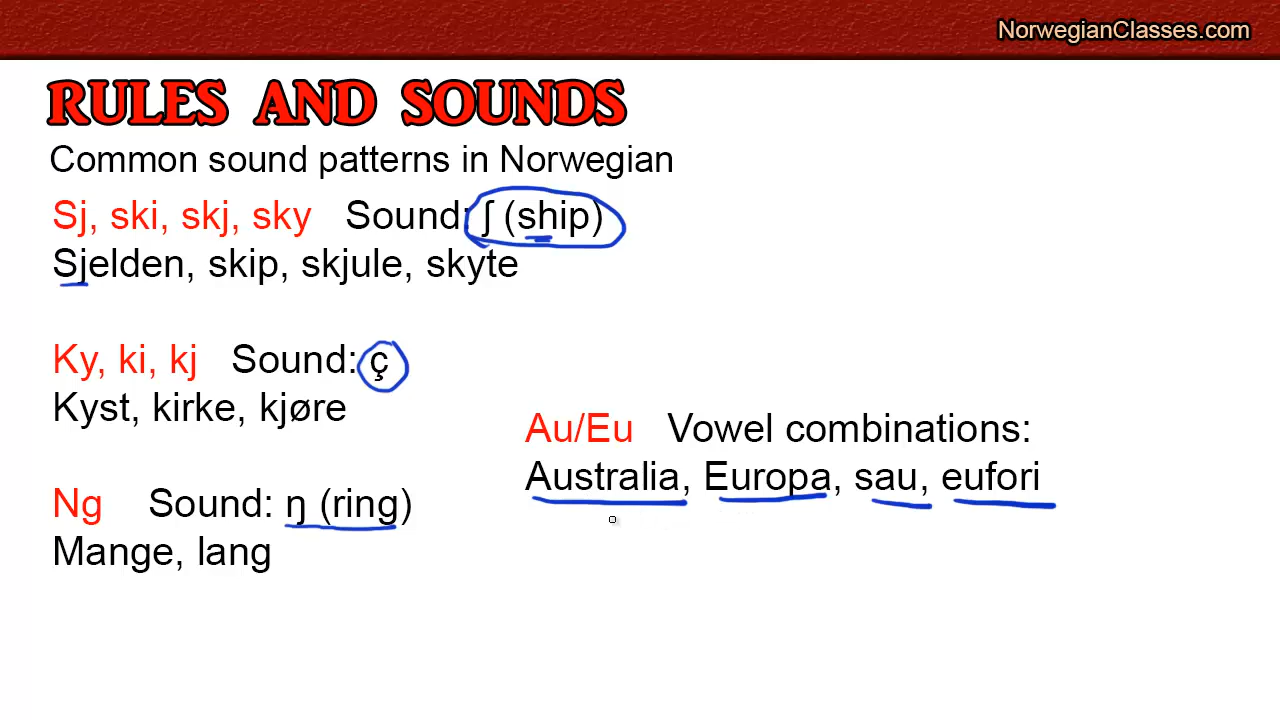 NorwegianClasses.com
RULES AND SOUNDS
Common sound patterns in Norwegian
Sj, ski, skj, sky Sound: ʃ (ship)
Sjelden, skip, skjule, skyte
Ky, ki, kj Sound: ç
Kyst, kirke, kjøre
Ng Sound: ŋ (ring)
Mange, lang
Au/Eu Vowel combinations:
Australia, Europa, sau, eufori